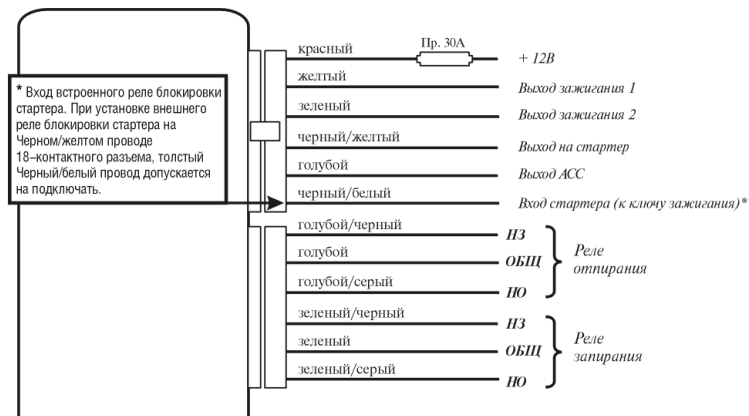 красный
Пр. 30А
+ 12В
желтый
Выход зажигания 1
зеленый
Выход зажигания 2
черный/желтый
Выход на стартер
голубой
Выход АСС
черный/белый
Вход стартера (к ключу зажигания)*
* Вход встроенного реле блокировки
стартера. При установке внешнего
реле блокировки стартера на
Черном/желтом проводе
18-контактного разъема, толстый
Черный/белый провод допускается
на подключать.
голубой/черный
НЗ
голубой
ОБЩ
голубой/серый
НО
Реле
отпирания
зеленый/черный
НЗ
зеленый
ОБЩ
зеленый/серый
НО
Реле
запирания